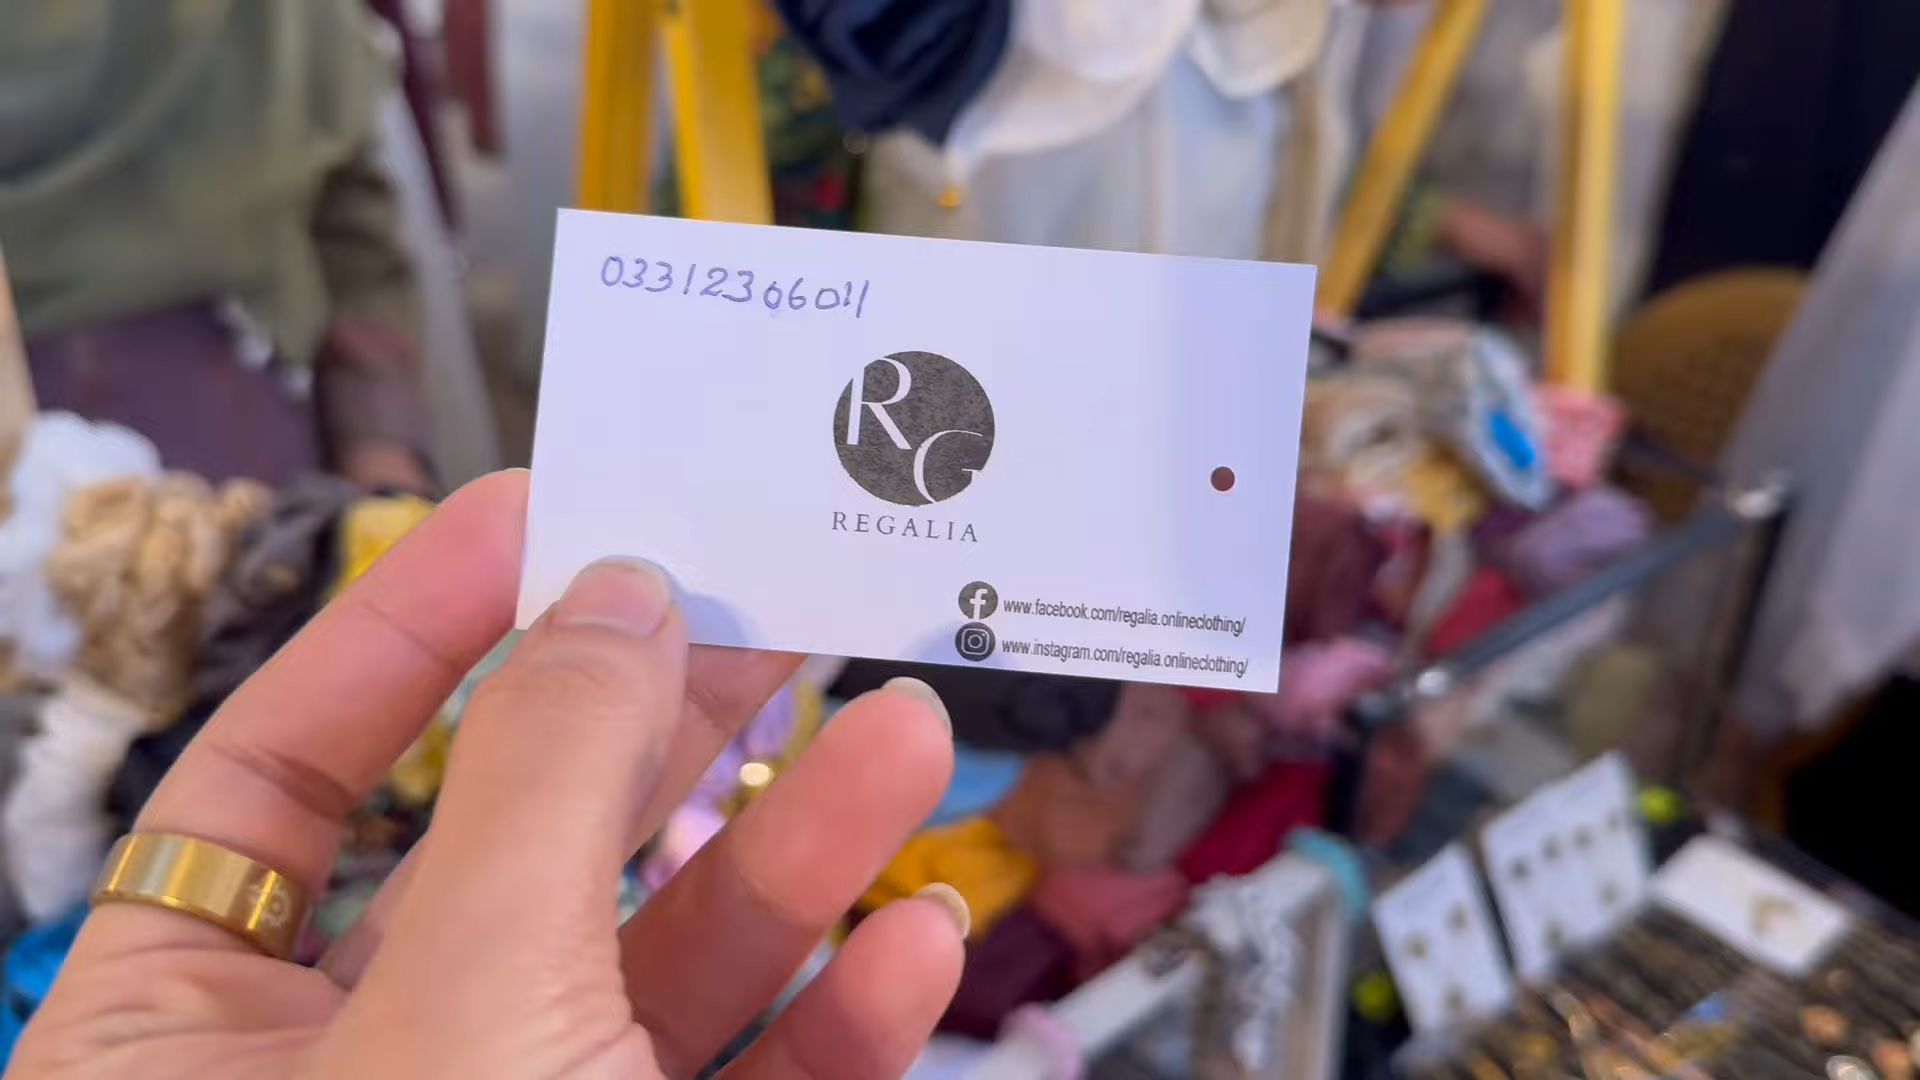 03312306011
RG
REGALIA
www.facebook.com/regalia.onlineclothing/
www.instagram.com/regalia.onlineclothing/